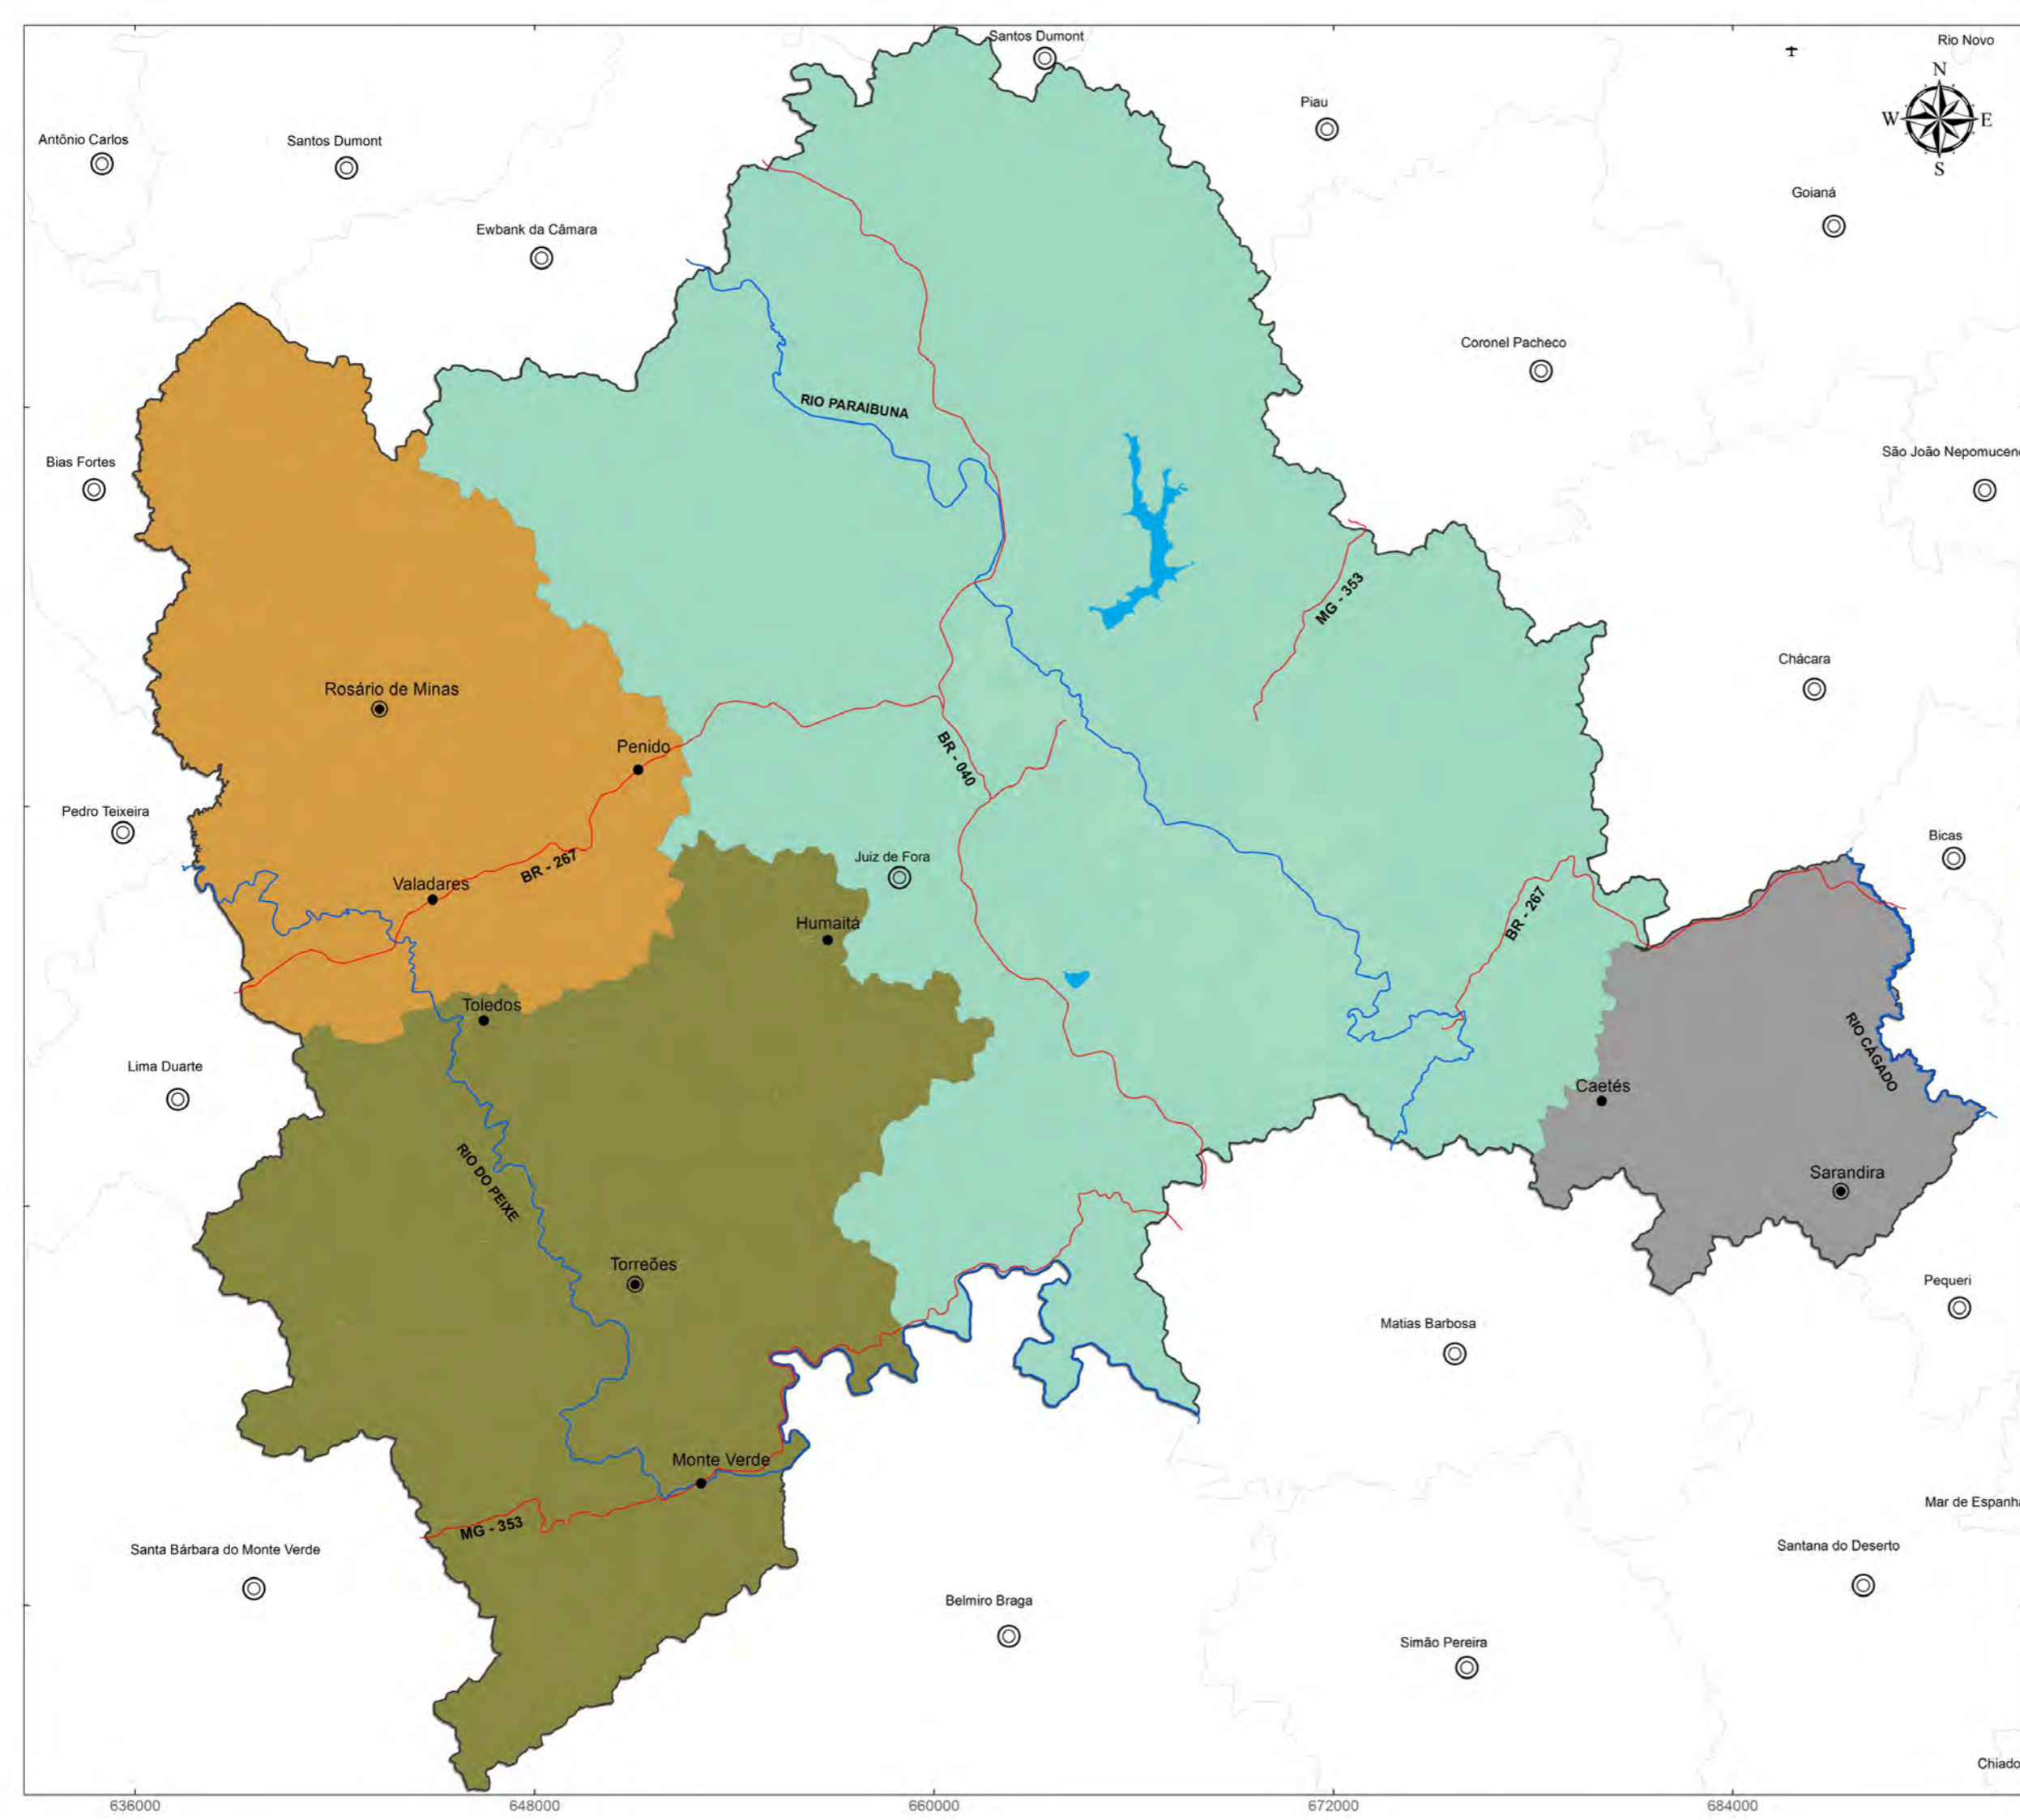 Santos Dumont
Rio Novo
N
W
E
S
Piau
Antônio Carlos
Santos Dumont
Goianá
Ewbank da Câmara
Coronel Pacheco
RIO PARAIBUNA
Bias Fortes
São João Nepomucen
MG - 353
Chácara
Rosário de Minas
Penido
BR - 040
Pedro Teixeira
Bicas
Juiz de Fora
BR - 267
Valadares
Humaitá
BR - 267
Toledos
RIO CÁGADO
Lima Duarte
Caetés
RIO DO PEIXE
Sarandira
Torreões
Pequeri
Matias Barbosa
Monte Verde
Mar de Espanha
MG - 353
Santa Bárbara do Monte Verde
Santana do Deserto
Belmiro Braga
Simão Pereira
Chiado
636000
648000
660000
672000
684000